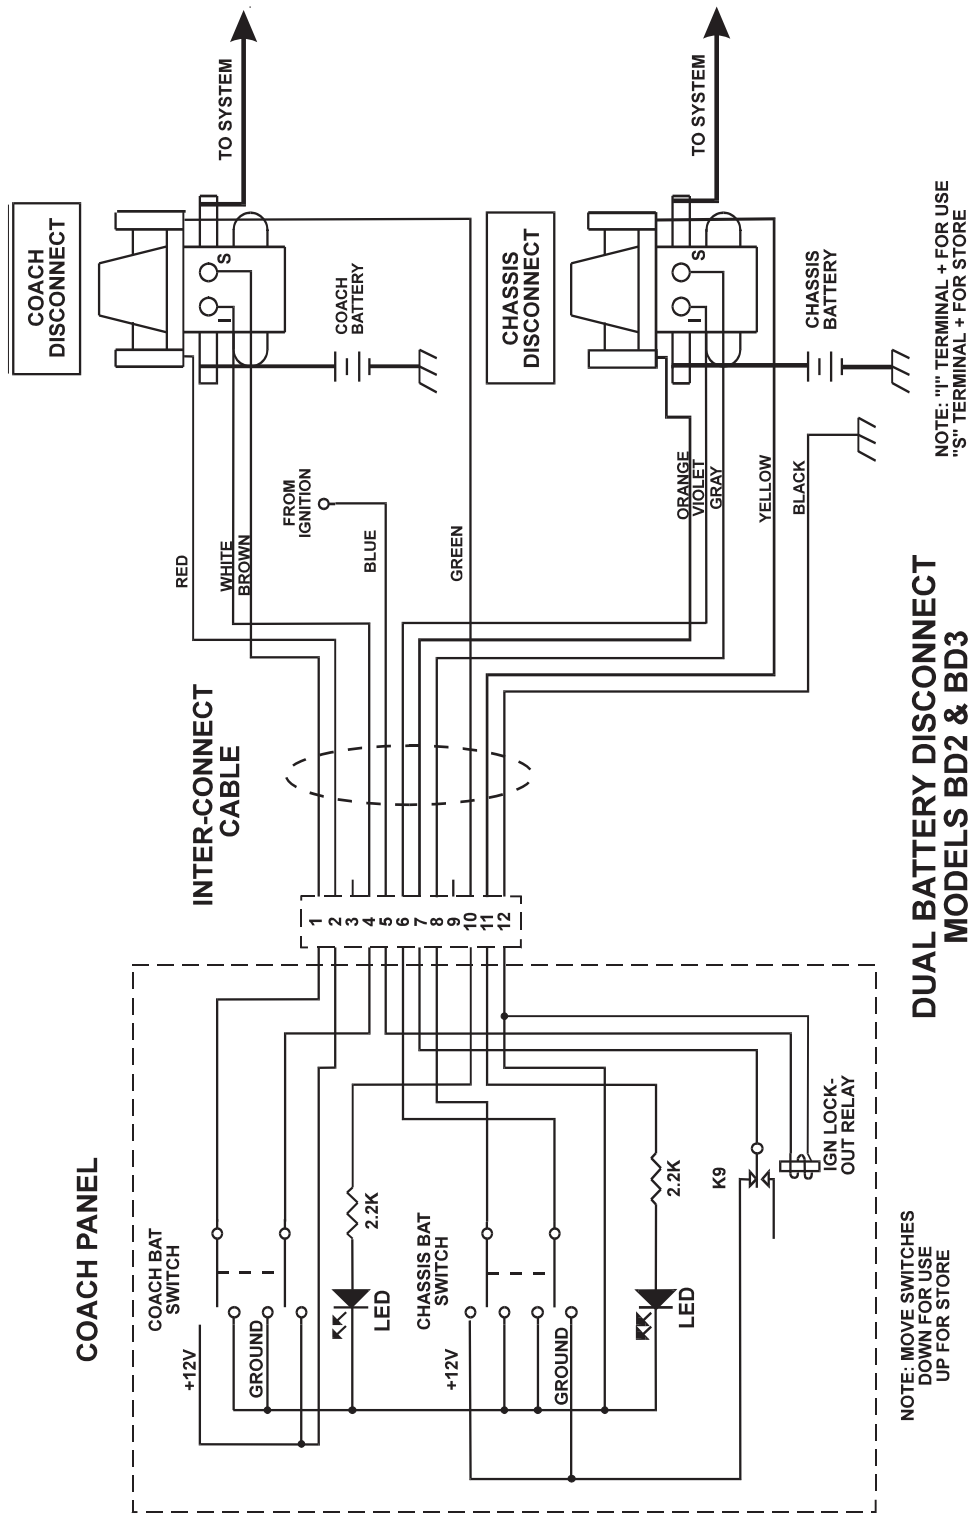 COACH PANEL
COACH BAT
SWITCH
+12V
GROUND
2.2K
LED
CHASSIS BAT
SWITCH
+12V
GROUND
2.2K
LED
K9
IGN LOCK-
OUT RELAY
NOTE: MOVE SWITCHES
DOWN FOR USE
UP FOR STORE
INTER-CONNECT
CABLE
1
2
3
4
5
6
7
8
9
10
11
12
RED
WHITE
BROWN
FROM
IGNITION
BLUE
GREEN
ORANGE
VIOLET
GRAY
YELLOW
BLACK
COACH
DISCONNECT
I
S
COACH
BATTERY
TO SYSTEM
CHASSIS
DISCONNECT
I
S
CHASSIS
BATTERY
TO SYSTEM
NOTE: "I" TERMINAL + FOR USE
"S" TERMINAL + FOR STORE
DUAL BATTERY DISCONNECT
MODELS BD2 & BD3